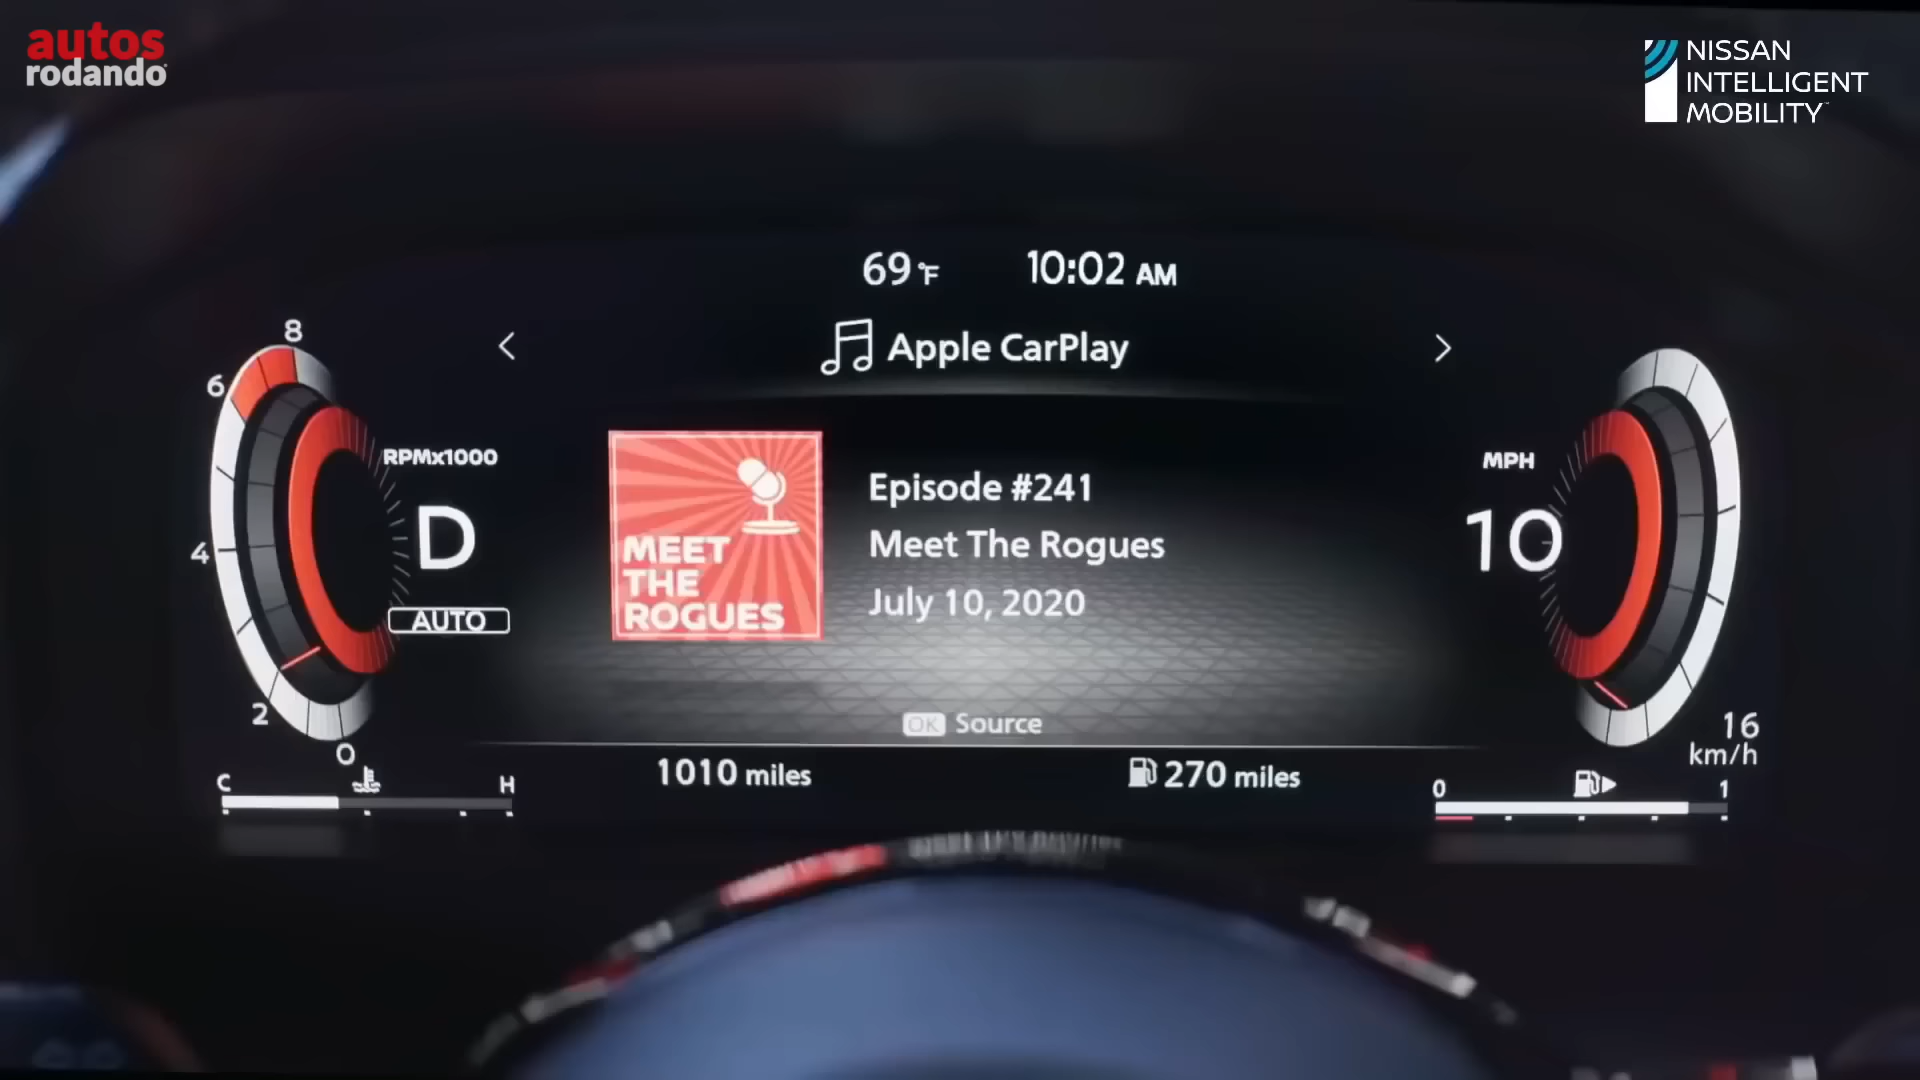 autos
rodando
NISSAN
INTELLIGENT
MOBILITY
69°F
10:02 AM
Apple CarPlay
8
6
4
2
0
RPMx1000
D
AUTO
MEET
THE
ROGUES
Episode #241
Meet The Rogues
July 10, 2020
MPH
10
16
km/h
OK Source
C
H
1010 miles
270 miles
0
1